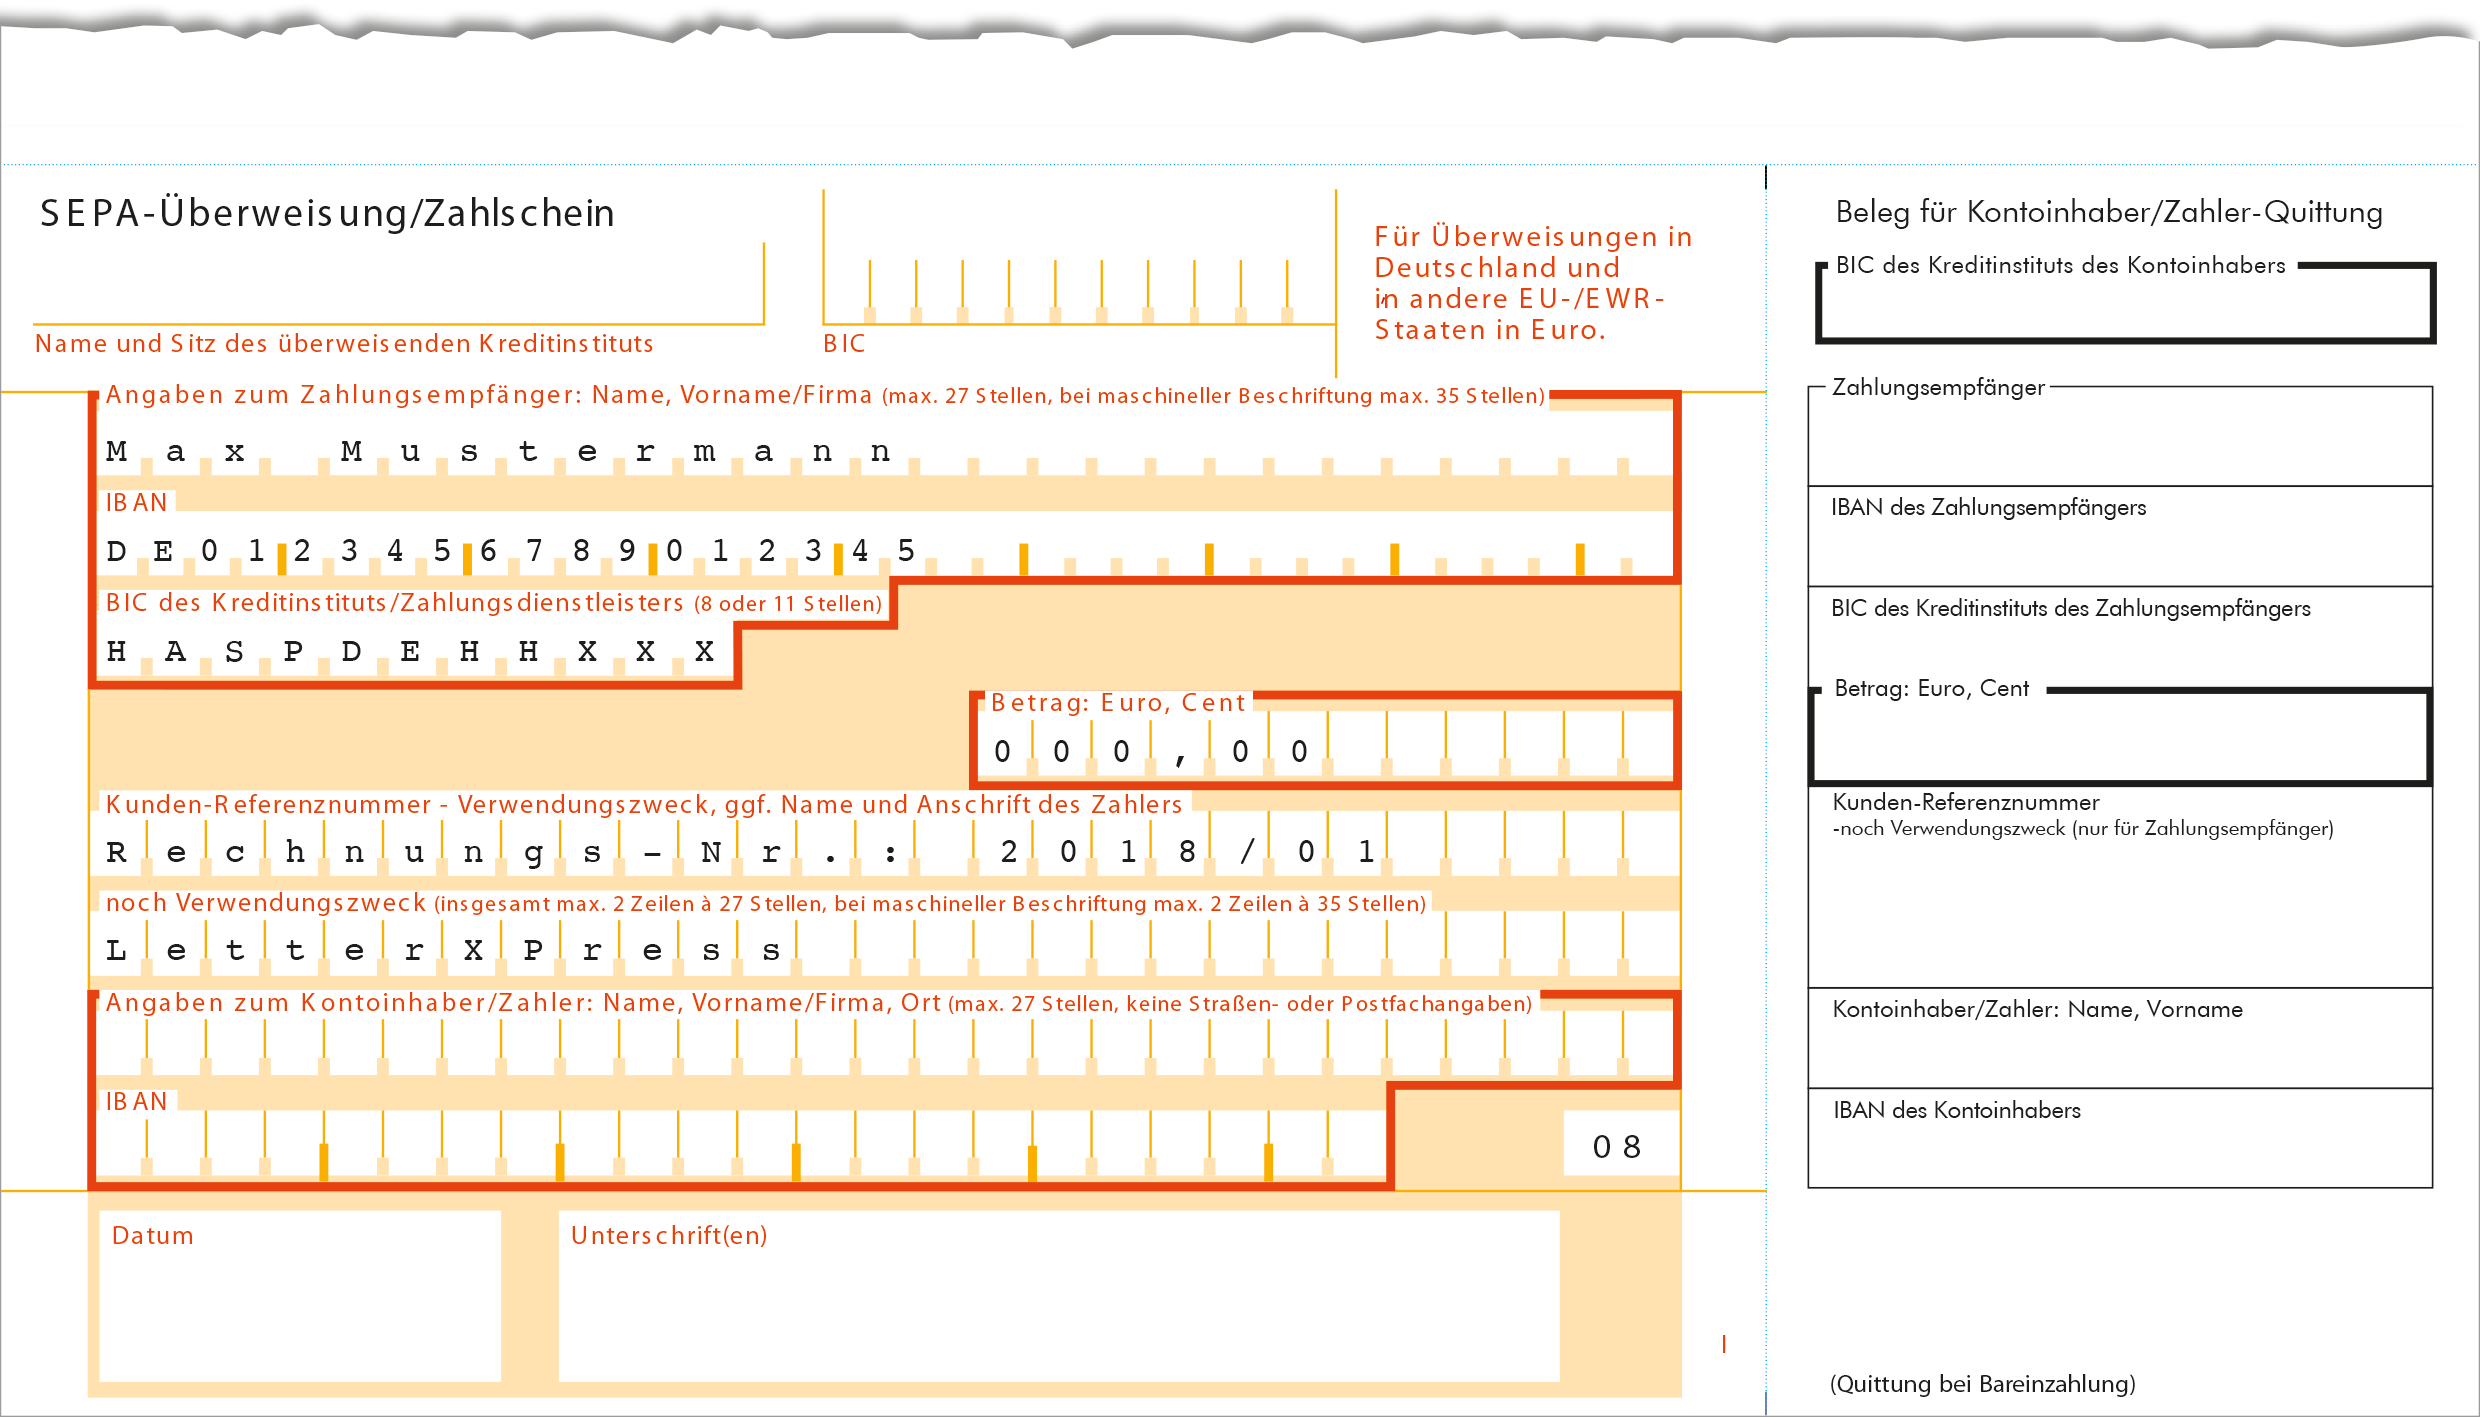 SEPA-Überweisung/Zahlschein
Name und Sitz des überweisenden Kreditinstituts
BIC
Für Überweisungen in
Deutschland und
in andere EU-/EWR-
Staaten in Euro.
Angaben zum Zahlungsempfänger: Name, Vorname/Firma (max. 27 Stellen, bei maschineller Beschriftung max. 35 Stellen)
Max Mustermann
IBAN
DE0123456789012345
BIC des Kreditinstituts/Zahlungsdienstleisters (8 oder 11 Stellen)
HASPDEHHXXX
Betrag: Euro, Cent
000,00
Kunden-Referenznummer - Verwendungszweck, ggf. Name und Anschrift des Zahlers
Rechnungs-Nr.: 2018/01
noch Verwendungszweck (insgesamt max. 2 Zeilen à 27 Stellen, bei maschineller Beschriftung max. 2 Zeilen à 35 Stellen)
LetterXPress
Angaben zum Kontoinhaber/Zahler: Name, Vorname/Firma, Ort (max. 27 Stellen, keine Straßen- oder Postfachangaben)
IBAN
08
Datum
Unterschrift(en)
I
Beleg für Kontoinhaber/Zahler-Quittung
BIC des Kreditinstituts des Kontoinhabers
Zahlungsempfänger
IBAN des Zahlungsempfängers
BIC des Kreditinstituts des Zahlungsempfängers
Betrag: Euro, Cent
Kunden-Referenznummer
-noch Verwendungszweck (nur für Zahlungsempfänger)
Kontoinhaber/Zahler: Name, Vorname
IBAN des Kontoinhabers
(Quittung bei Bareinzahlung)